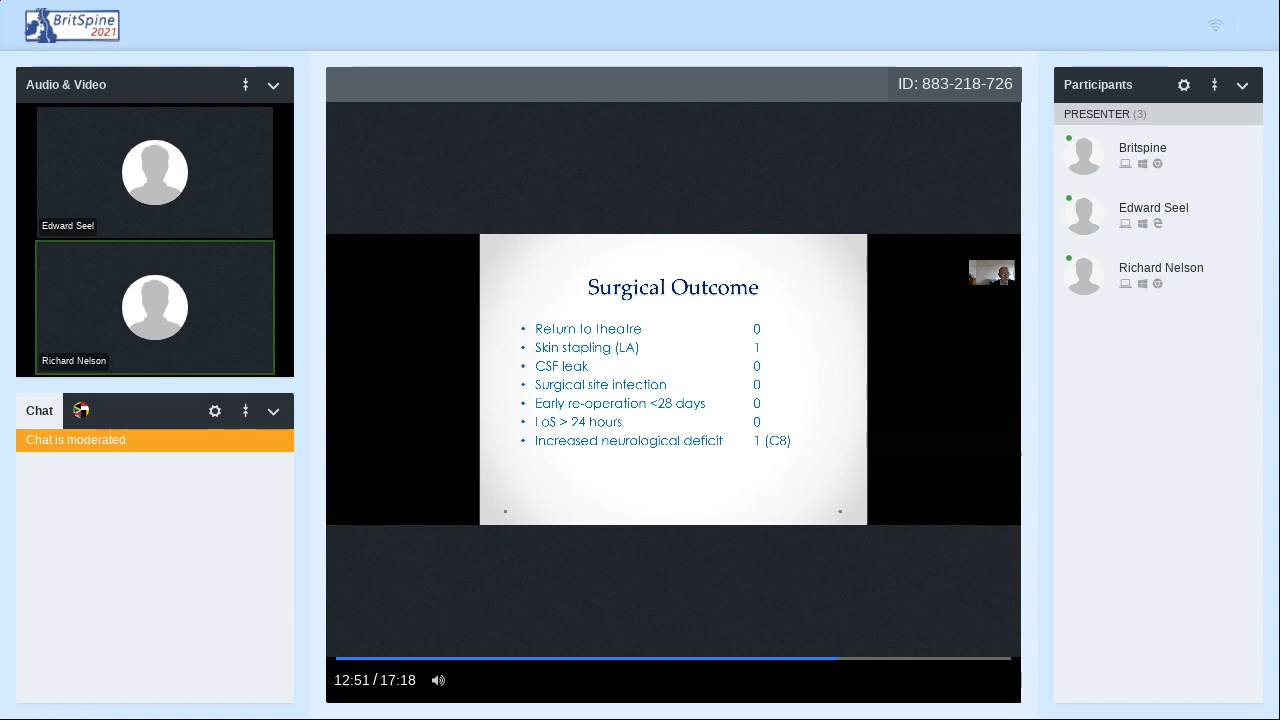 BritSpine
2021
Audio & Video
Edward Seel
Richard Nelson
Chat
Chat is moderated
ID: 883-218-726
Surgical Outcome
• Return to theatre 0
• Skin stapling (LA) 1
• CSF leak 0
• Surgical site infection 0
• Early re-operation <28 days 0
• LoS > 24 hours 0
• Increased neurological deficit 1 (C8)
12:51 / 17:18
Participants
PRESENTER (3)
Britspine
Edward Seel
Richard Nelson